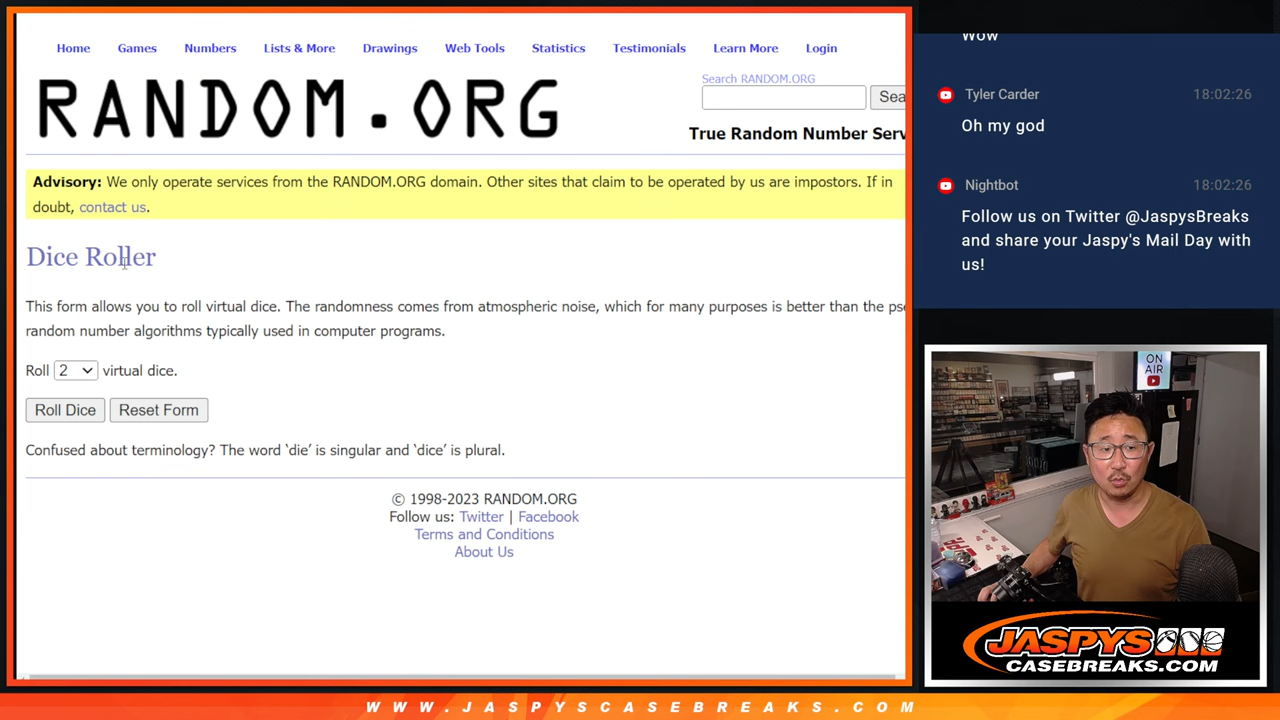 Home Games Numbers Lists & More Drawings Web Tools Statistics Testimonials Learn More Login
RANDOM.ORG
Search RANDOM.ORG
Sea
True Random Number Serv
Advisory: We only operate services from the RANDOM.ORG domain. Other sites that claim to be operated by us are impostors. If in
doubt, contact us.
Dice Roller
This form allows you to roll virtual dice. The randomness comes from atmospheric noise, which for many purposes is better than the pse
random number algorithms typically used in computer programs.
Roll 2 virtual dice.
Roll Dice Reset Form
Confused about terminology? The word ‘die’ is singular and ‘dice’ is plural.
© 1998-2023 RANDOM.ORG
Follow us: Twitter | Facebook
Terms and Conditions
About Us
Wow
Tyler Carder 18:02:26
Oh my god
Nightbot 18:02:26
Follow us on Twitter @JaspysBreaks
and share your Jaspy's Mail Day with
us!
ON
AIR
JASPYS
CASEBREAKS.COM
WWW.JASPYSCASEBREAKS.COM